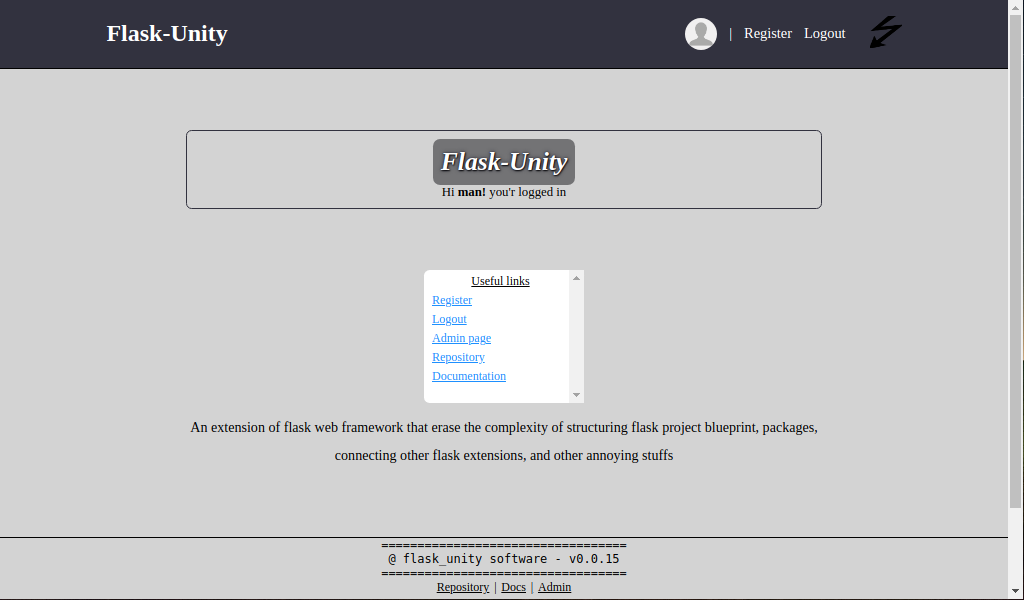 Flask-Unity
| Register Logout
Flask-Unity
Hi man! you'r logged in
Useful links
Register
Logout
Admin page
Repository
Documentation
An extension of flask web framework that erase the complexity of structuring flask project blueprint, packages,
connecting other flask extensions, and other annoying stuffs
==================================
@ flask_unity software - v0.0.15
==================================
Repository | Docs | Admin